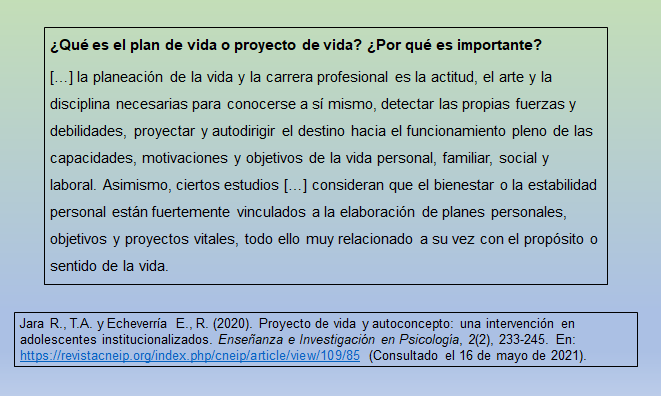 ¿Qué es el plan de vida o proyecto de vida? ¿Por qué es importante?
[…] la planeación de la vida y la carrera profesional es la actitud, el arte y la
disciplina necesarias para conocerse a sí mismo, detectar las propias fuerzas y
debilidades, proyectar y autodirigir el destino hacia el funcionamiento pleno de las
capacidades, motivaciones y objetivos de la vida personal, familiar, social y
laboral. Asimismo, ciertos estudios […] consideran que el bienestar o la estabilidad
personal están fuertemente vinculados a la elaboración de planes personales,
objetivos y proyectos vitales, todo ello muy relacionado a su vez con el propósito o
sentido de la vida.
Jara R., T.A. y Echeverría E., R. (2020). Proyecto de vida y autoconcepto: una intervención en
adolescentes institucionalizados. Enseñanza e Investigación en Psicología, 2(2), 233-245. En:
https://revistacneip.org/index.php/cneip/article/view/109/85 (Consultado el 16 de mayo de 2021).